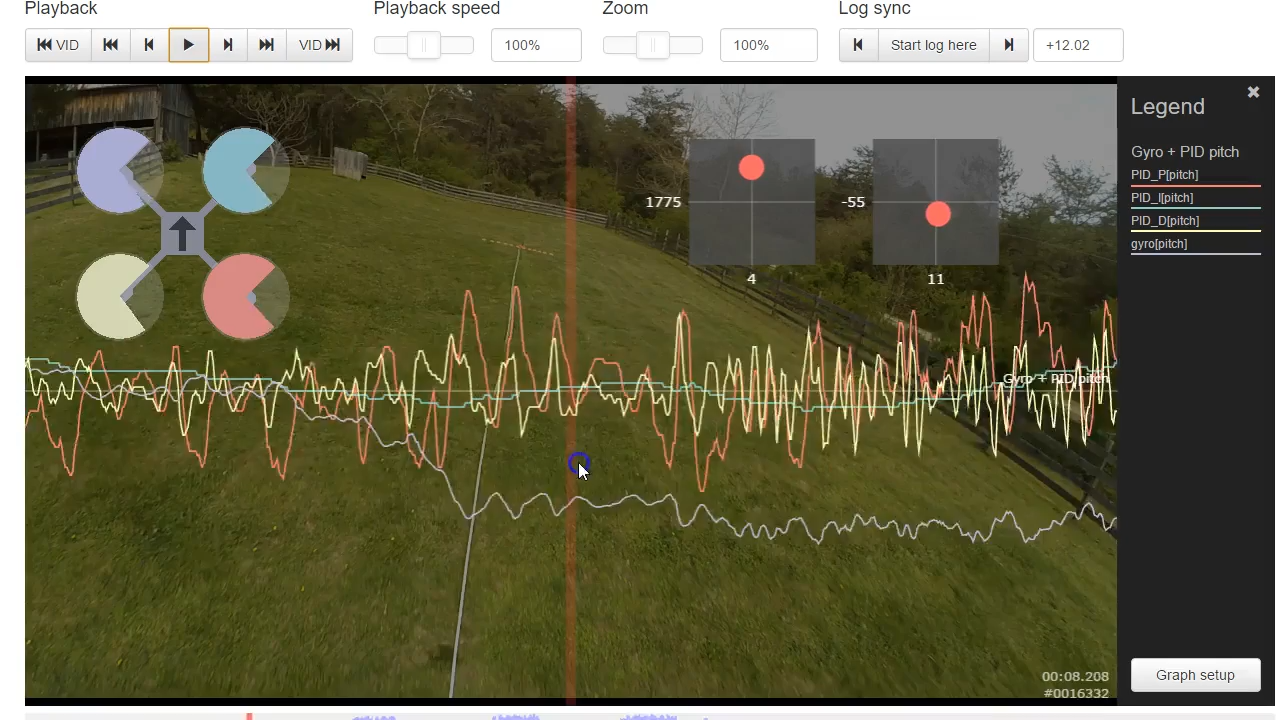 Playback
Playback speed
Zoom
Log sync
VID
VID
100%
100%
Start log here
+12.02
Legend
Gyro + PID pitch
PID_P[pitch]
PID_I[pitch]
PID_D[pitch]
gyro[pitch]
1775
4
-55
11
Gyro + PID pitch
00:08.208
#0016332
Graph setup